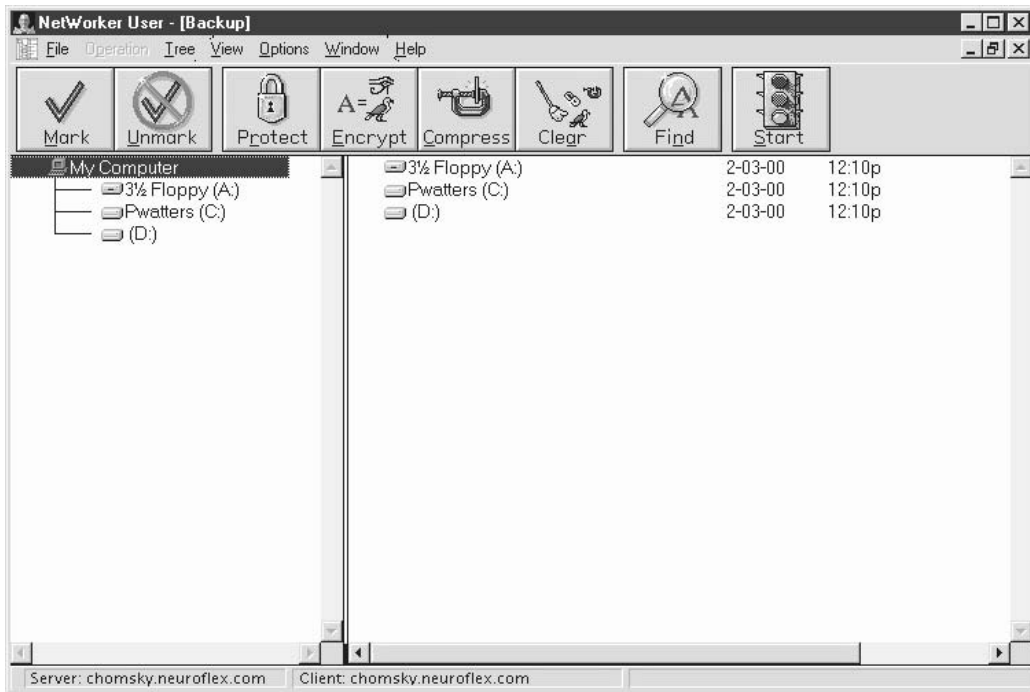 NetWorker User - [Backup]
File Operation Tree View Options Window Help
Mark Unmark Protect A= Encrypt Compress Clear A Find Start
My Computer
3½ Floppy (A:)
Pwatters (C:)
(D:)
3½ Floppy (A:) 2-03-00 12:10p
Pwatters (C:) 2-03-00 12:10p
(D:) 2-03-00 12:10p
Server: chomsky.neuroflex.com Client: chomsky.neuroflex.com